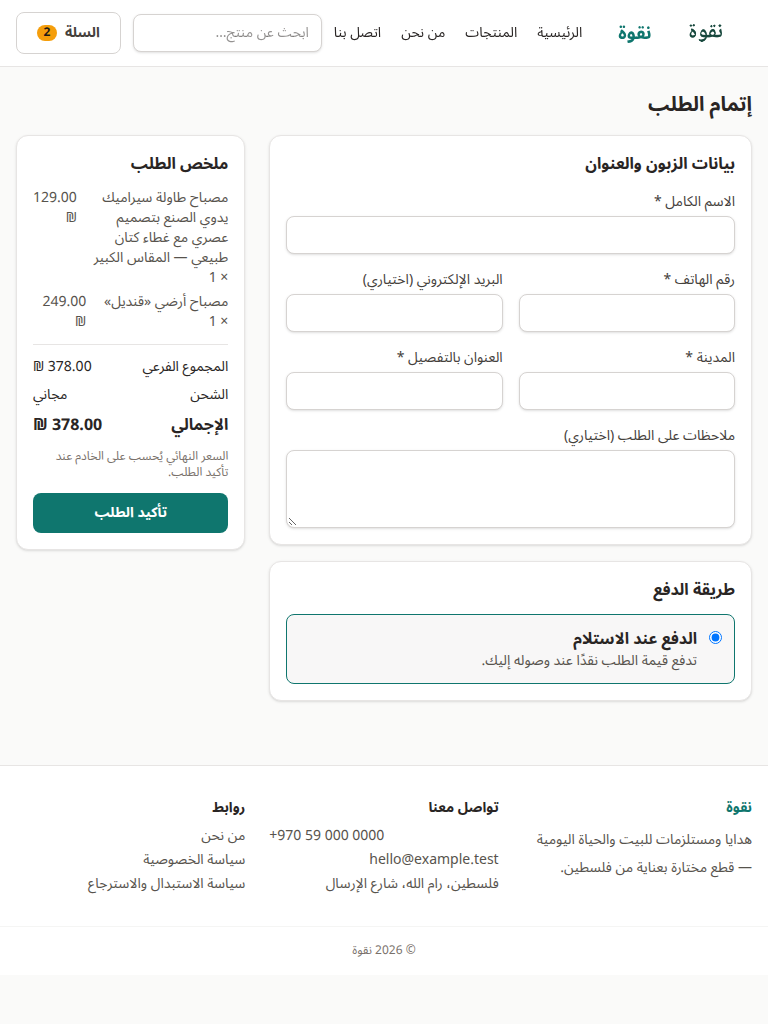 نقوة
نقوة
الرئيسية
المنتجات
من نحن
اتصل بنا
ابحث عن منتج...
السلة 2
إتمام الطلب
بيانات الزبون والعنوان
الاسم الكامل *
رقم الهاتف *
البريد الإلكتروني (اختياري)
المدينة *
العنوان بالتفصيل *
ملاحظات على الطلب (اختياري)
طريقة الدفع
الدفع عند الاستلام
تدفع قيمة الطلب نقدًا عند وصوله إليك.
ملخص الطلب
مصباح طاولة سيراميك
يدوي الصنع بتصميم
عصري مع غطاء كتان
طبيعي — المقاس الكبير
× 1
129.00
₪
مصباح أرضي «قنديل»
× 1
249.00
₪
المجموع الفرعي 378.00 ₪
الشحن مجاني
الإجمالي 378.00 ₪
السعر النهائي يُحسب على الخادم عند
تأكيد الطلب.
تأكيد الطلب
نقوة
هدايا ومستلزمات للبيت والحياة اليومية
— قطع مختارة بعناية من فلسطين.
تواصل معنا
+970 59 000 0000
hello@example.test
فلسطين، رام الله، شارع الإرسال
روابط
من نحن
سياسة الخصوصية
سياسة الاستبدال والاسترجاع
© 2026 نقوة